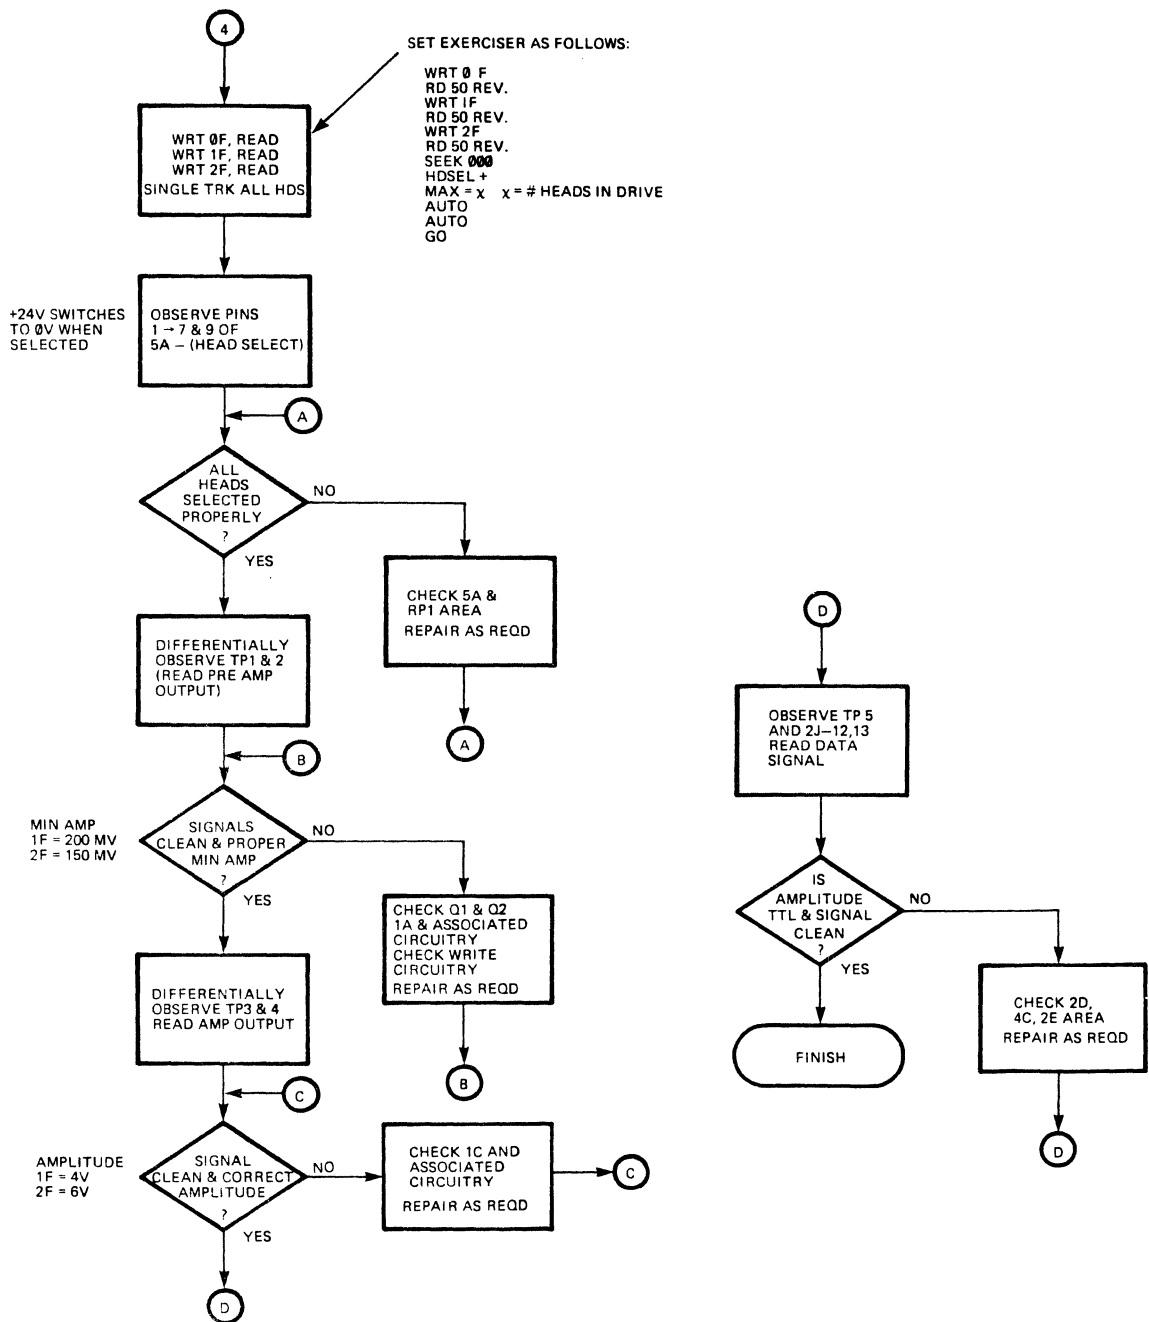 4
SET EXERCISER AS FOLLOWS:
WRT 0 F
RD 50 REV.
WRT 1F
RD 50 REV.
WRT 2F
RD 50 REV.
SEEK 000
HDSEL +
MAX = χ χ = # HEADS IN DRIVE
AUTO
AUTO
GO
WRT 0F, READ
WRT 1F, READ
WRT 2F, READ
SINGLE TRK ALL HDS
+24V SWITCHES
TO 0V WHEN
SELECTED
OBSERVE PINS
1 → 7 & 9 OF
5A – (HEAD SELECT)
A
ALL
HEADS
SELECTED
PROPERLY
?
NO
YES
CHECK 5A &
RP1 AREA
REPAIR AS REQD
A
DIFFERENTIALLY
OBSERVE TP1 & 2
(READ PRE AMP
OUTPUT)
B
MIN AMP
1F = 200 MV
2F = 150 MV
SIGNALS
CLEAN & PROPER
MIN AMP
?
NO
YES
CHECK Q1 & Q2
1A & ASSOCIATED
CIRCUITRY
CHECK WRITE
CIRCUITRY
REPAIR AS REQD
B
DIFFERENTIALLY
OBSERVE TP3 & 4
READ AMP OUTPUT
C
AMPLITUDE
1F = 4V
2F = 6V
SIGNAL
CLEAN & CORRECT
AMPLITUDE
?
NO
YES
CHECK 1C AND
ASSOCIATED
CIRCUITRY
REPAIR AS REQD
C
D
D
OBSERVE TP 5
AND 2J–12,13
READ DATA
SIGNAL
IS
AMPLITUDE
TTL & SIGNAL
CLEAN
?
NO
YES
FINISH
CHECK 2D,
4C, 2E AREA
REPAIR AS REQD
D